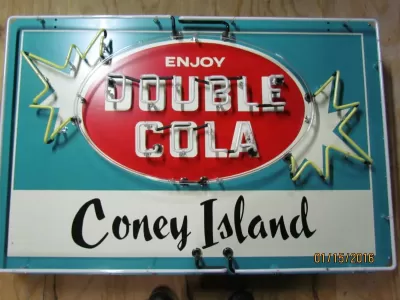 ENJOY
DOUBLE
COLA
Coney Island
01/15/2016